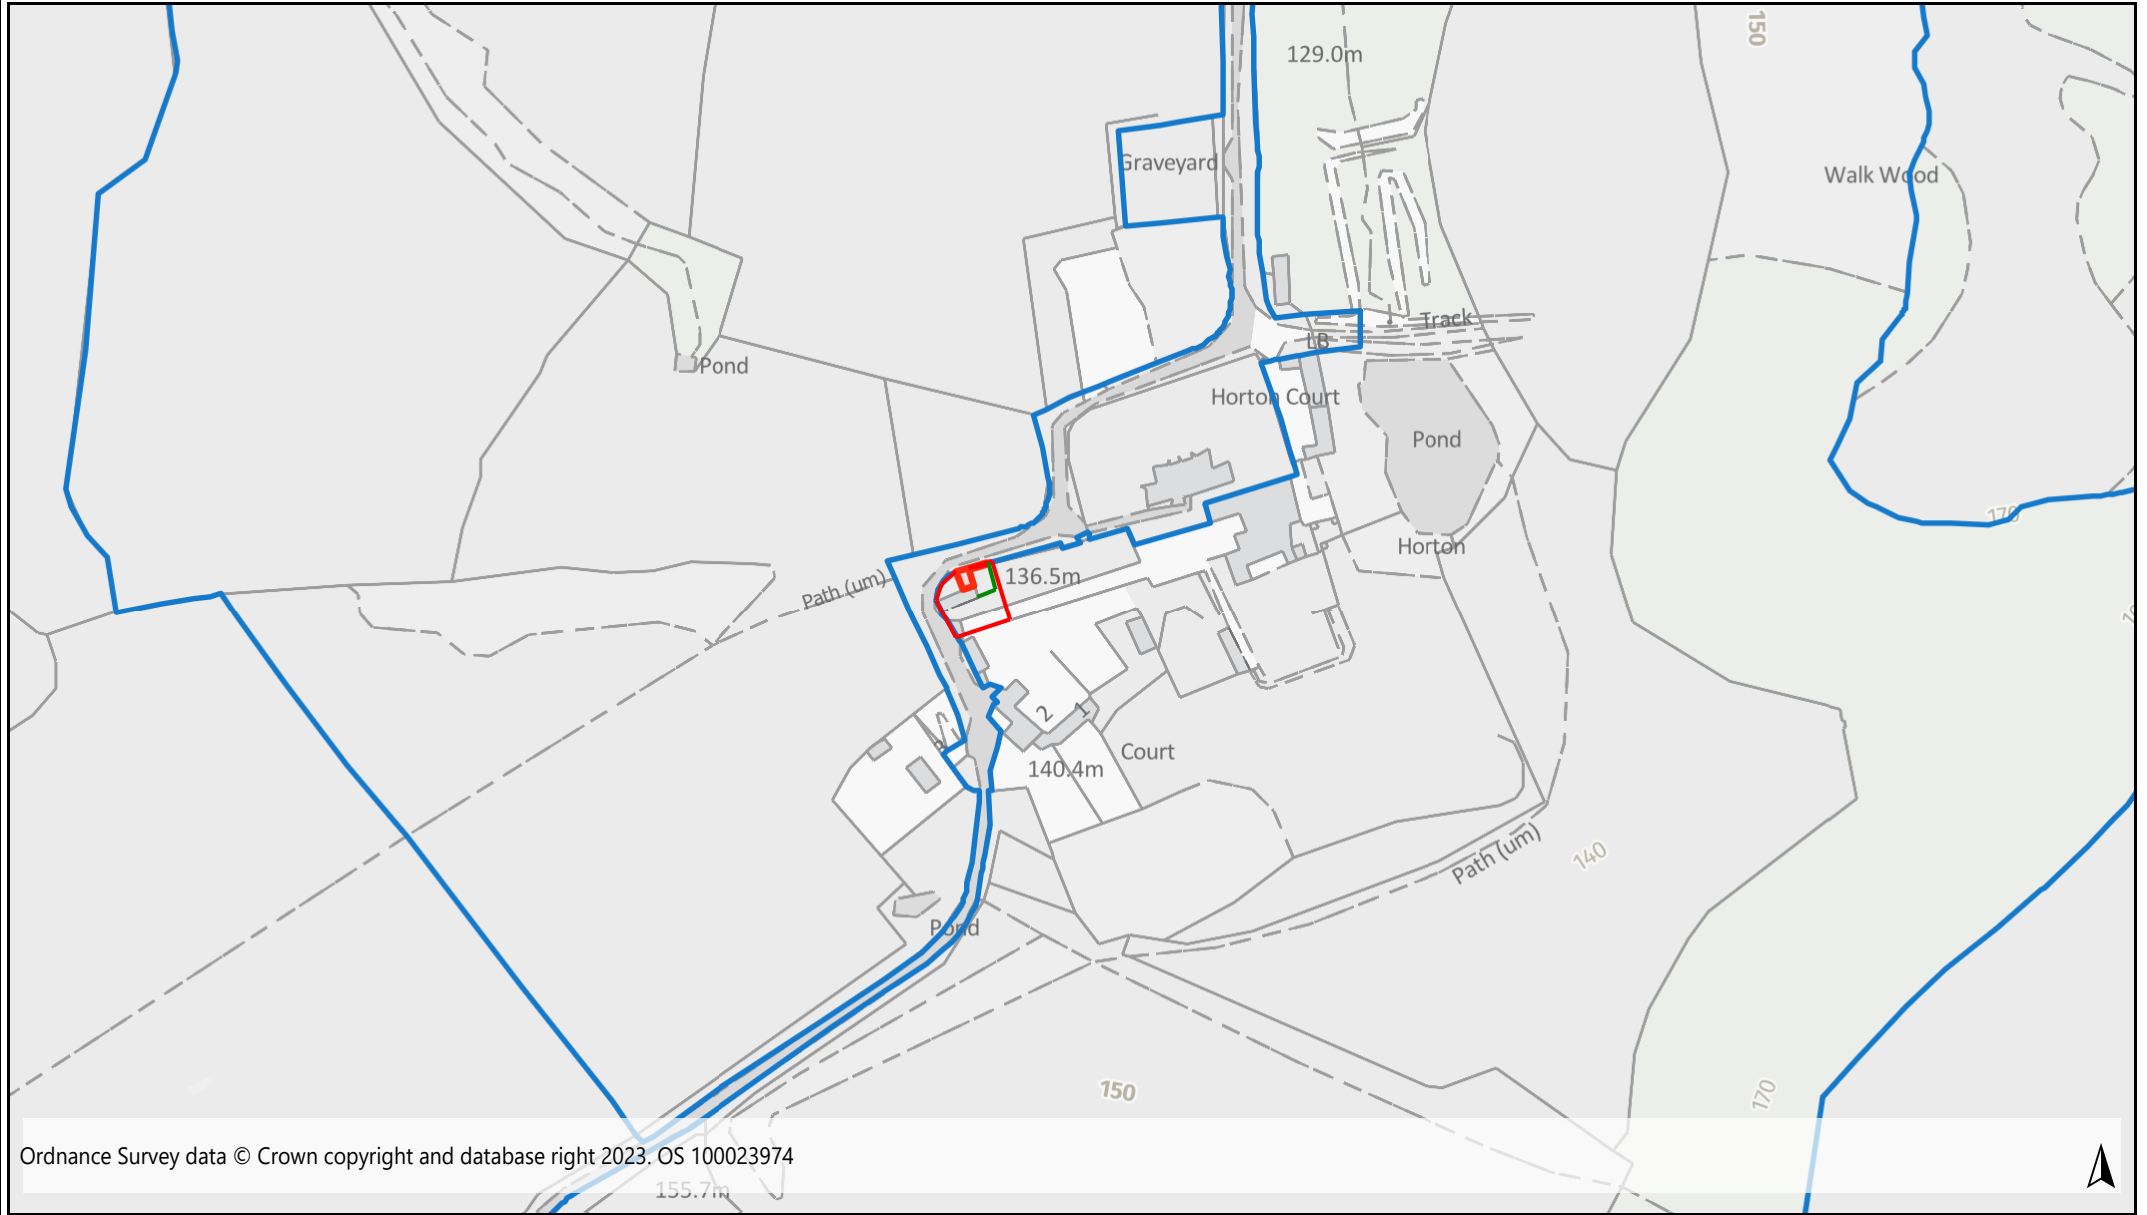 150
129.0m
Graveyard
Walk Wood
Track
LB
Pond
Horton Court
Pond
170
Horton
136.5m
Path (um)
2
1
Court
140.4m
Path (um)
140
Pond
150
170
Ordnance Survey data © Crown copyright and database right 2023. OS 100023974
155.7m